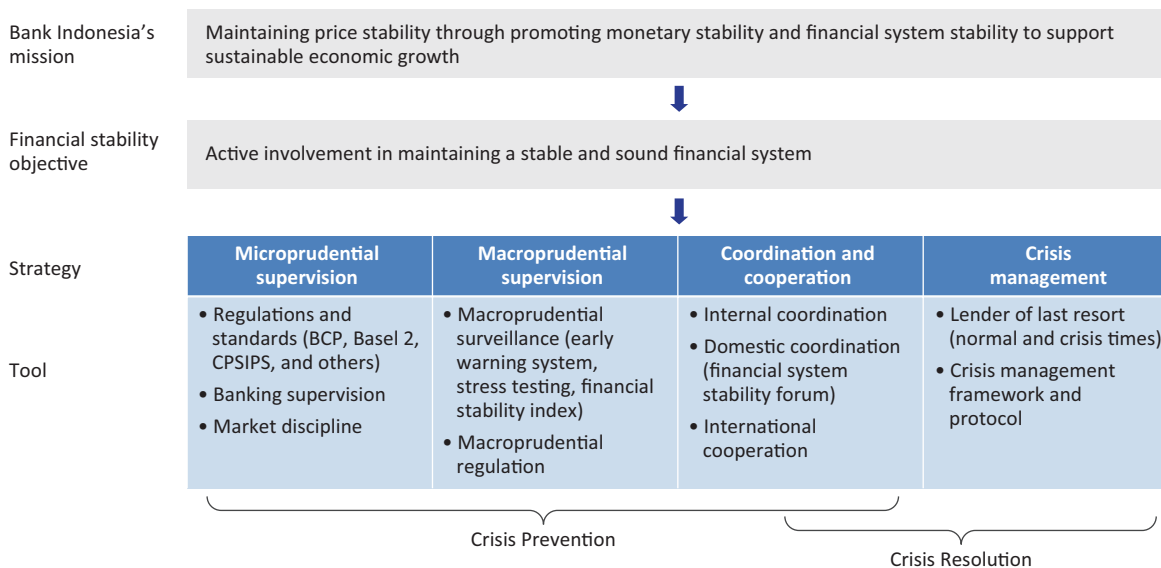 Bank Indonesia’s
mission
Maintaining price stability through promoting monetary stability and financial system stability to support
sustainable economic growth
Financial stability
objective
Active involvement in maintaining a stable and sound financial system
Strategy
Microprudential
supervision
Macroprudential
supervision
Coordination and
cooperation
Crisis
management
Tool
• Regulations and
standards (BCP, Basel 2,
CPSIPS, and others)
• Banking supervision
• Market discipline
• Macroprudential
surveillance (early
warning system,
stress testing, financial
stability index)
• Macroprudential
regulation
• Internal coordination
• Domestic coordination
(financial system
stability forum)
• International
cooperation
• Lender of last resort
(normal and crisis times)
• Crisis management
framework and
protocol
Crisis Prevention
Crisis Resolution